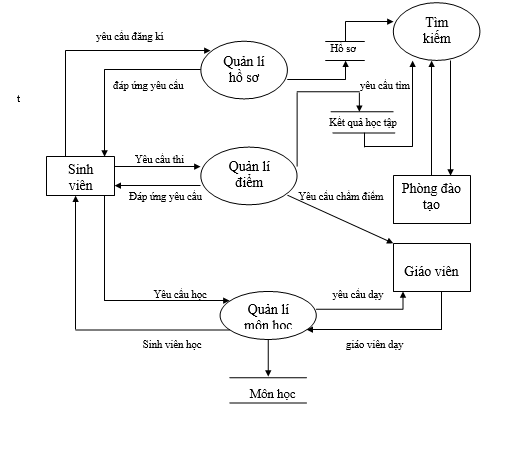 yêu cầu đăng kí
Tìm
kiếm
Hồ sơ
Quản lí
hồ sơ
đáp ứng yêu cầu
yêu cầu tìm
t
Kết quả học tập
Yêu cầu thi
Sinh
viên
Quản lí
điểm
Phòng đào
tạo
Đáp ứng yêu cầu
Yêu cầu chấm điểm
Giáo viên
Yêu cầu học
yêu cầu dạy
Quản lí
môn học
Sinh viên học
giáo viên dạy
Môn học